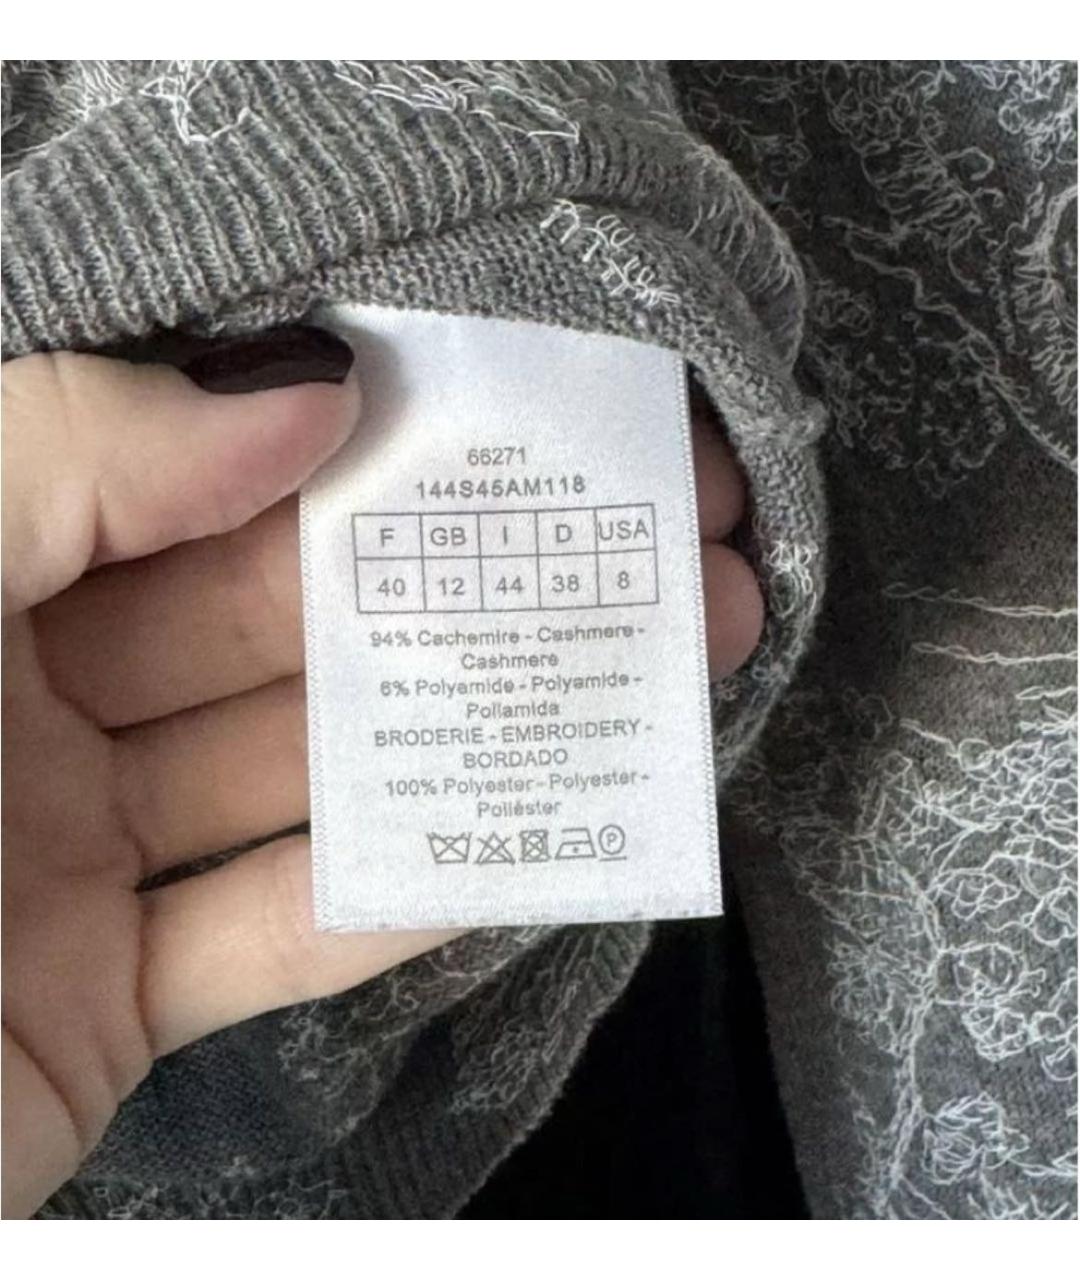 66271
144S45AM118
F GB I D USA
40 12 44 38 8
94% Cachemire - Cashmere -
Cashmere
6% Polyamide - Polyamide -
Poliamida
BRODERIE - EMBROIDERY -
BORDADO
100% Polyester - Polyester -
Poliéster
P